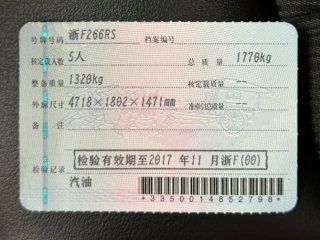 号牌号码 浙F266RS 档案编号
核定载人数 5人 总质量 1770kg
整备质量 1320kg 核定载质量 --
外廓尺寸 4718×1802×1471mm 准牵引总质量 --
备注
检验记录 检验有效期至2017年11月浙F(00)
汽油
*3350014852798*